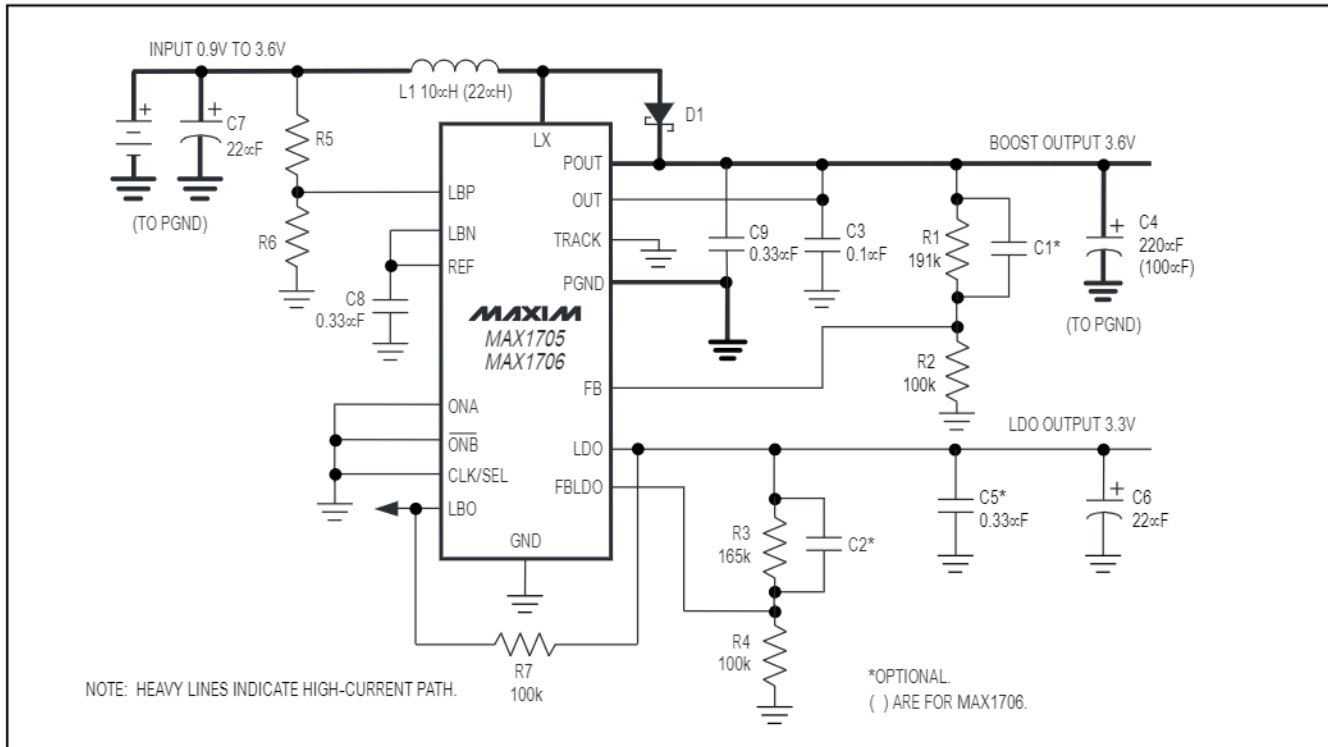 INPUT 0.9V TO 3.6V
L1 10∝H (22∝H)
D1
C7
22∝F
R5
LX
POUT
BOOST OUTPUT 3.6V
(TO PGND)
LBP
OUT
R6
LBN
TRACK
C9
0.33∝F
C3
0.1∝F
R1
191k
C1*
C4
220∝F
(100∝F)
REF
PGND
C8
0.33∝F
MAXIM
MAX1705
MAX1706
(TO PGND)
R2
100k
FB
ONA
ONB
LDO
LDO OUTPUT 3.3V
CLK/SEL
FBLDO
C5*
0.33∝F
C6
22∝F
LBO
GND
R3
165k
C2*
R4
100k
R7
100k
NOTE: HEAVY LINES INDICATE HIGH-CURRENT PATH.
*OPTIONAL.
( ) ARE FOR MAX1706.